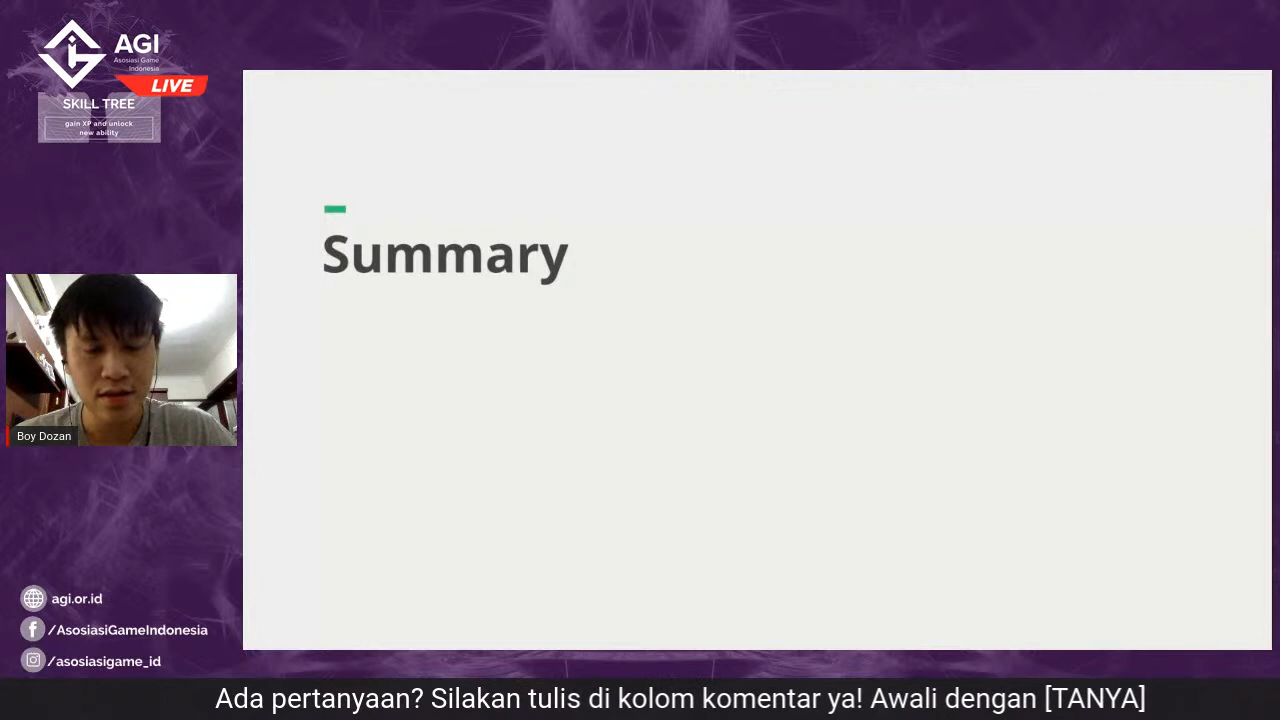 AGI
Asosiasi Game
Indonesia
LIVE
SKILL TREE
gain XP and unlock
new ability
Summary
Boy Dozan
agi.or.id
/AsosiasiGameIndonesia
/asosiasigame_id
Ada pertanyaan? Silakan tulis di kolom komentar ya! Awali dengan [TANYA]